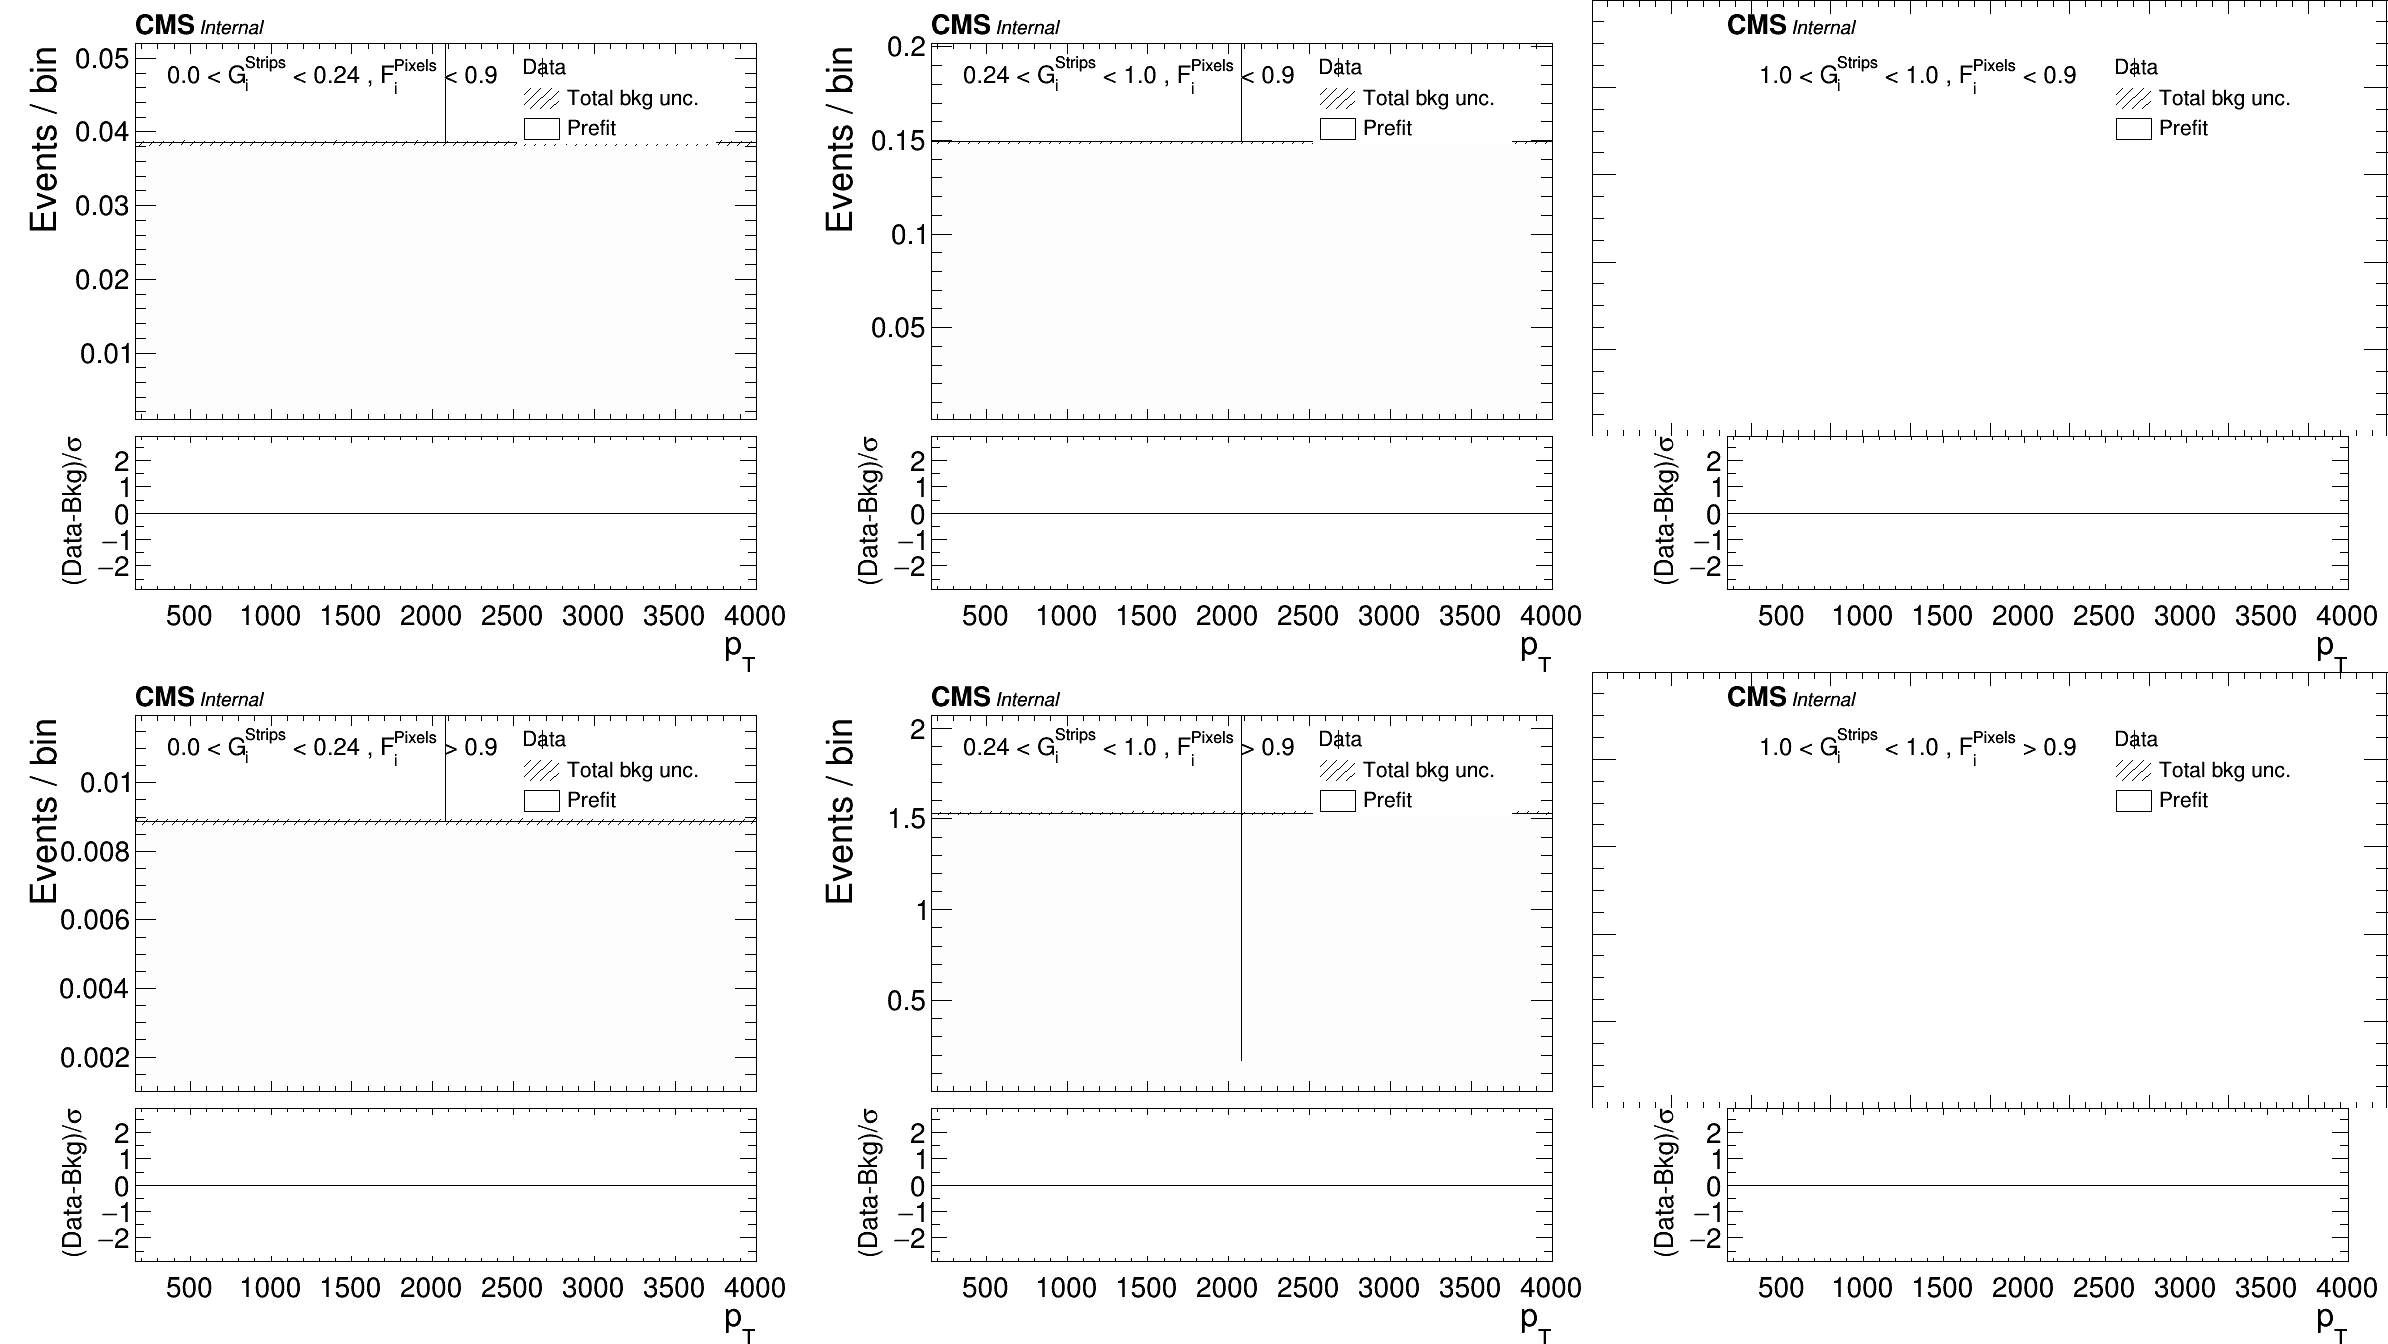 CMS Internal
Events / bin
0.0 < G_i^Strips < 0.24 , F_i^Pixels < 0.9
Data
Total bkg unc.
Prefit
0.05
0.04
0.03
0.02
0.01
(Data-Bkg)/σ
2
1
0
−1
−2
500 1000 1500 2000 2500 3000 3500 4000
p_T
CMS Internal
Events / bin
0.24 < G_i^Strips < 1.0 , F_i^Pixels < 0.9
Data
Total bkg unc.
Prefit
0.2
0.15
0.1
0.05
(Data-Bkg)/σ
2
1
0
−1
−2
500 1000 1500 2000 2500 3000 3500 4000
p_T
CMS Internal
1.0 < G_i^Strips < 1.0 , F_i^Pixels < 0.9
Data
Total bkg unc.
Prefit
(Data-Bkg)/σ
2
1
0
−1
−2
500 1000 1500 2000 2500 3000 3500 4000
p_T
CMS Internal
Events / bin
0.0 < G_i^Strips < 0.24 , F_i^Pixels > 0.9
Data
Total bkg unc.
Prefit
0.01
0.008
0.006
0.004
0.002
(Data-Bkg)/σ
2
1
0
−1
−2
500 1000 1500 2000 2500 3000 3500 4000
p_T
CMS Internal
Events / bin
0.24 < G_i^Strips < 1.0 , F_i^Pixels > 0.9
Data
Total bkg unc.
Prefit
2
1.5
1
0.5
(Data-Bkg)/σ
2
1
0
−1
−2
500 1000 1500 2000 2500 3000 3500 4000
p_T
CMS Internal
1.0 < G_i^Strips < 1.0 , F_i^Pixels > 0.9
Data
Total bkg unc.
Prefit
(Data-Bkg)/σ
2
1
0
−1
−2
500 1000 1500 2000 2500 3000 3500 4000
p_T